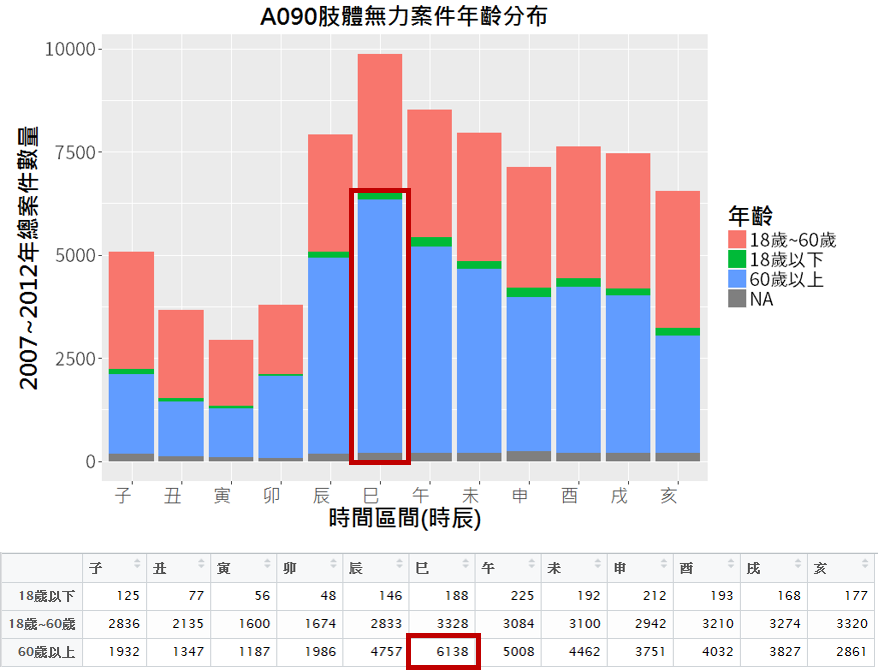 A090肢體無力案件年齡分布
2007~2012年總案件數量
10000
7500
5000
2500
0
子 丑 寅 卯 辰 巳 午 未 申 酉 戌 亥
時間區間(時辰)
年齡
18歲~60歲
18歲以下
60歲以上
NA
子 丑 寅 卯 辰 巳 午 未 申 酉 戌 亥
18歲以下 125 77 56 48 146 188 225 192 212 193 168 177
18歲~60歲 2836 2135 1600 1674 2833 3328 3084 3100 2942 3210 3274 3320
60歲以上 1932 1347 1187 1986 4757 6138 5008 4462 3751 4032 3827 2861